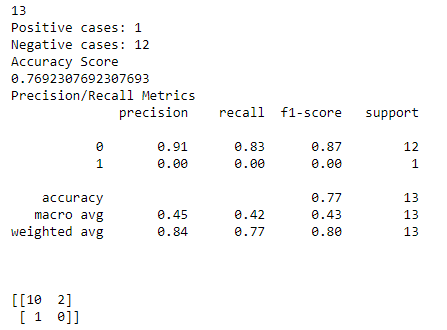 13
Positive cases: 1
Negative cases: 12
Accuracy Score
0.7692307692307693
Precision/Recall Metrics
              precision    recall  f1-score   support

           0       0.91      0.83      0.87        12
           1       0.00      0.00      0.00         1

    accuracy                           0.77        13
   macro avg       0.45      0.42      0.43        13
weighted avg       0.84      0.77      0.80        13

[[10  2]
 [ 1  0]]